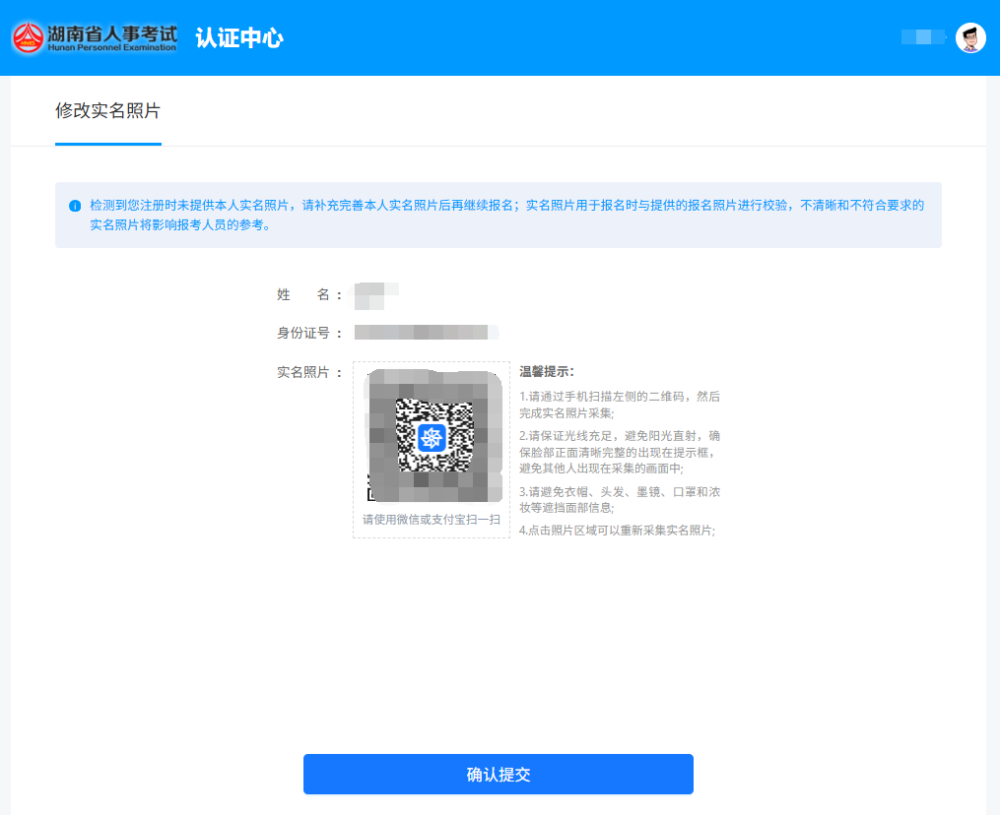 湖南省人事考试
Hunan Personnel Examination
HNKS
认证中心
修改实名照片
检测到您注册时未提供本人实名照片，请补充完善本人实名照片后再继续报名；实名照片用于报名时与提供的报名照片进行校验，不清晰和不符合要求的
实名照片将影响报考人员的参考。
姓 名：
身份证号：
实名照片：
请使用微信或支付宝扫一扫
温馨提示：
1.请通过手机扫描左侧的二维码，然后
完成实名照片采集;
2.请保证光线充足，避免阳光直射，确
保脸部正面清晰完整的出现在提示框，
避免其他人出现在采集的画面中;
3.请避免衣帽、头发、墨镜、口罩和浓
妆等遮挡面部信息;
4.点击照片区域可以重新采集实名照片;
确认提交